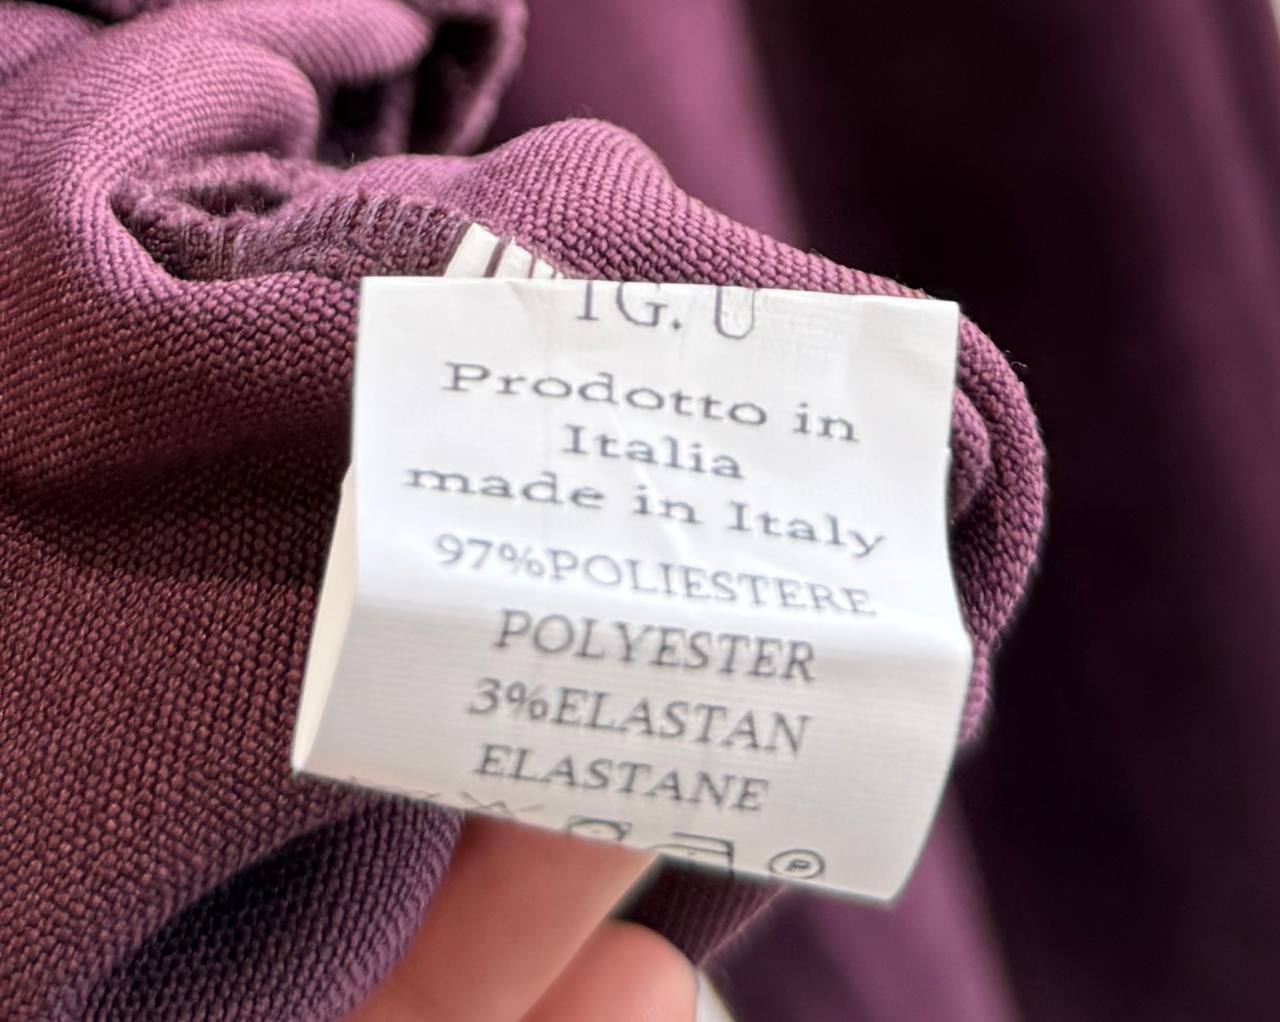 TG. U
Prodotto in
Italia
made in Italy
97%POLIESTERE
POLYESTER
3%ELASTAN
ELASTANE
P